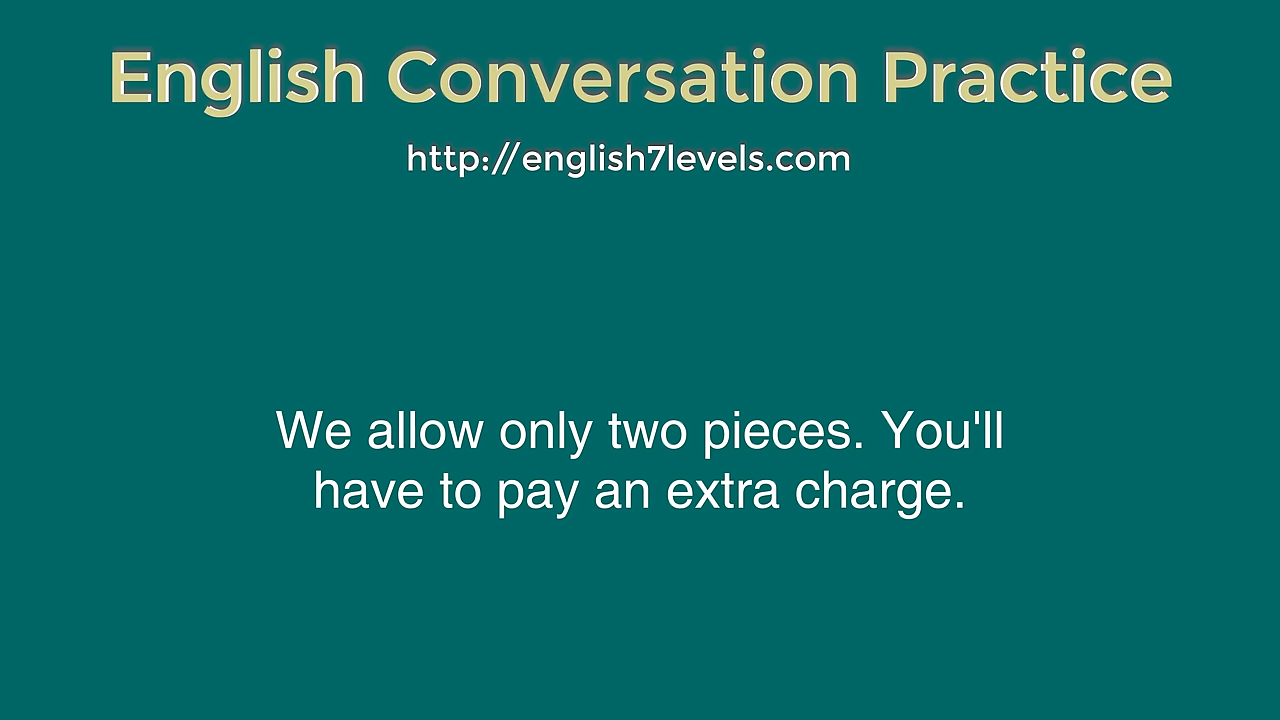 English Conversation Practice
http://english7levels.com
We allow only two pieces. You'll
have to pay an extra charge.